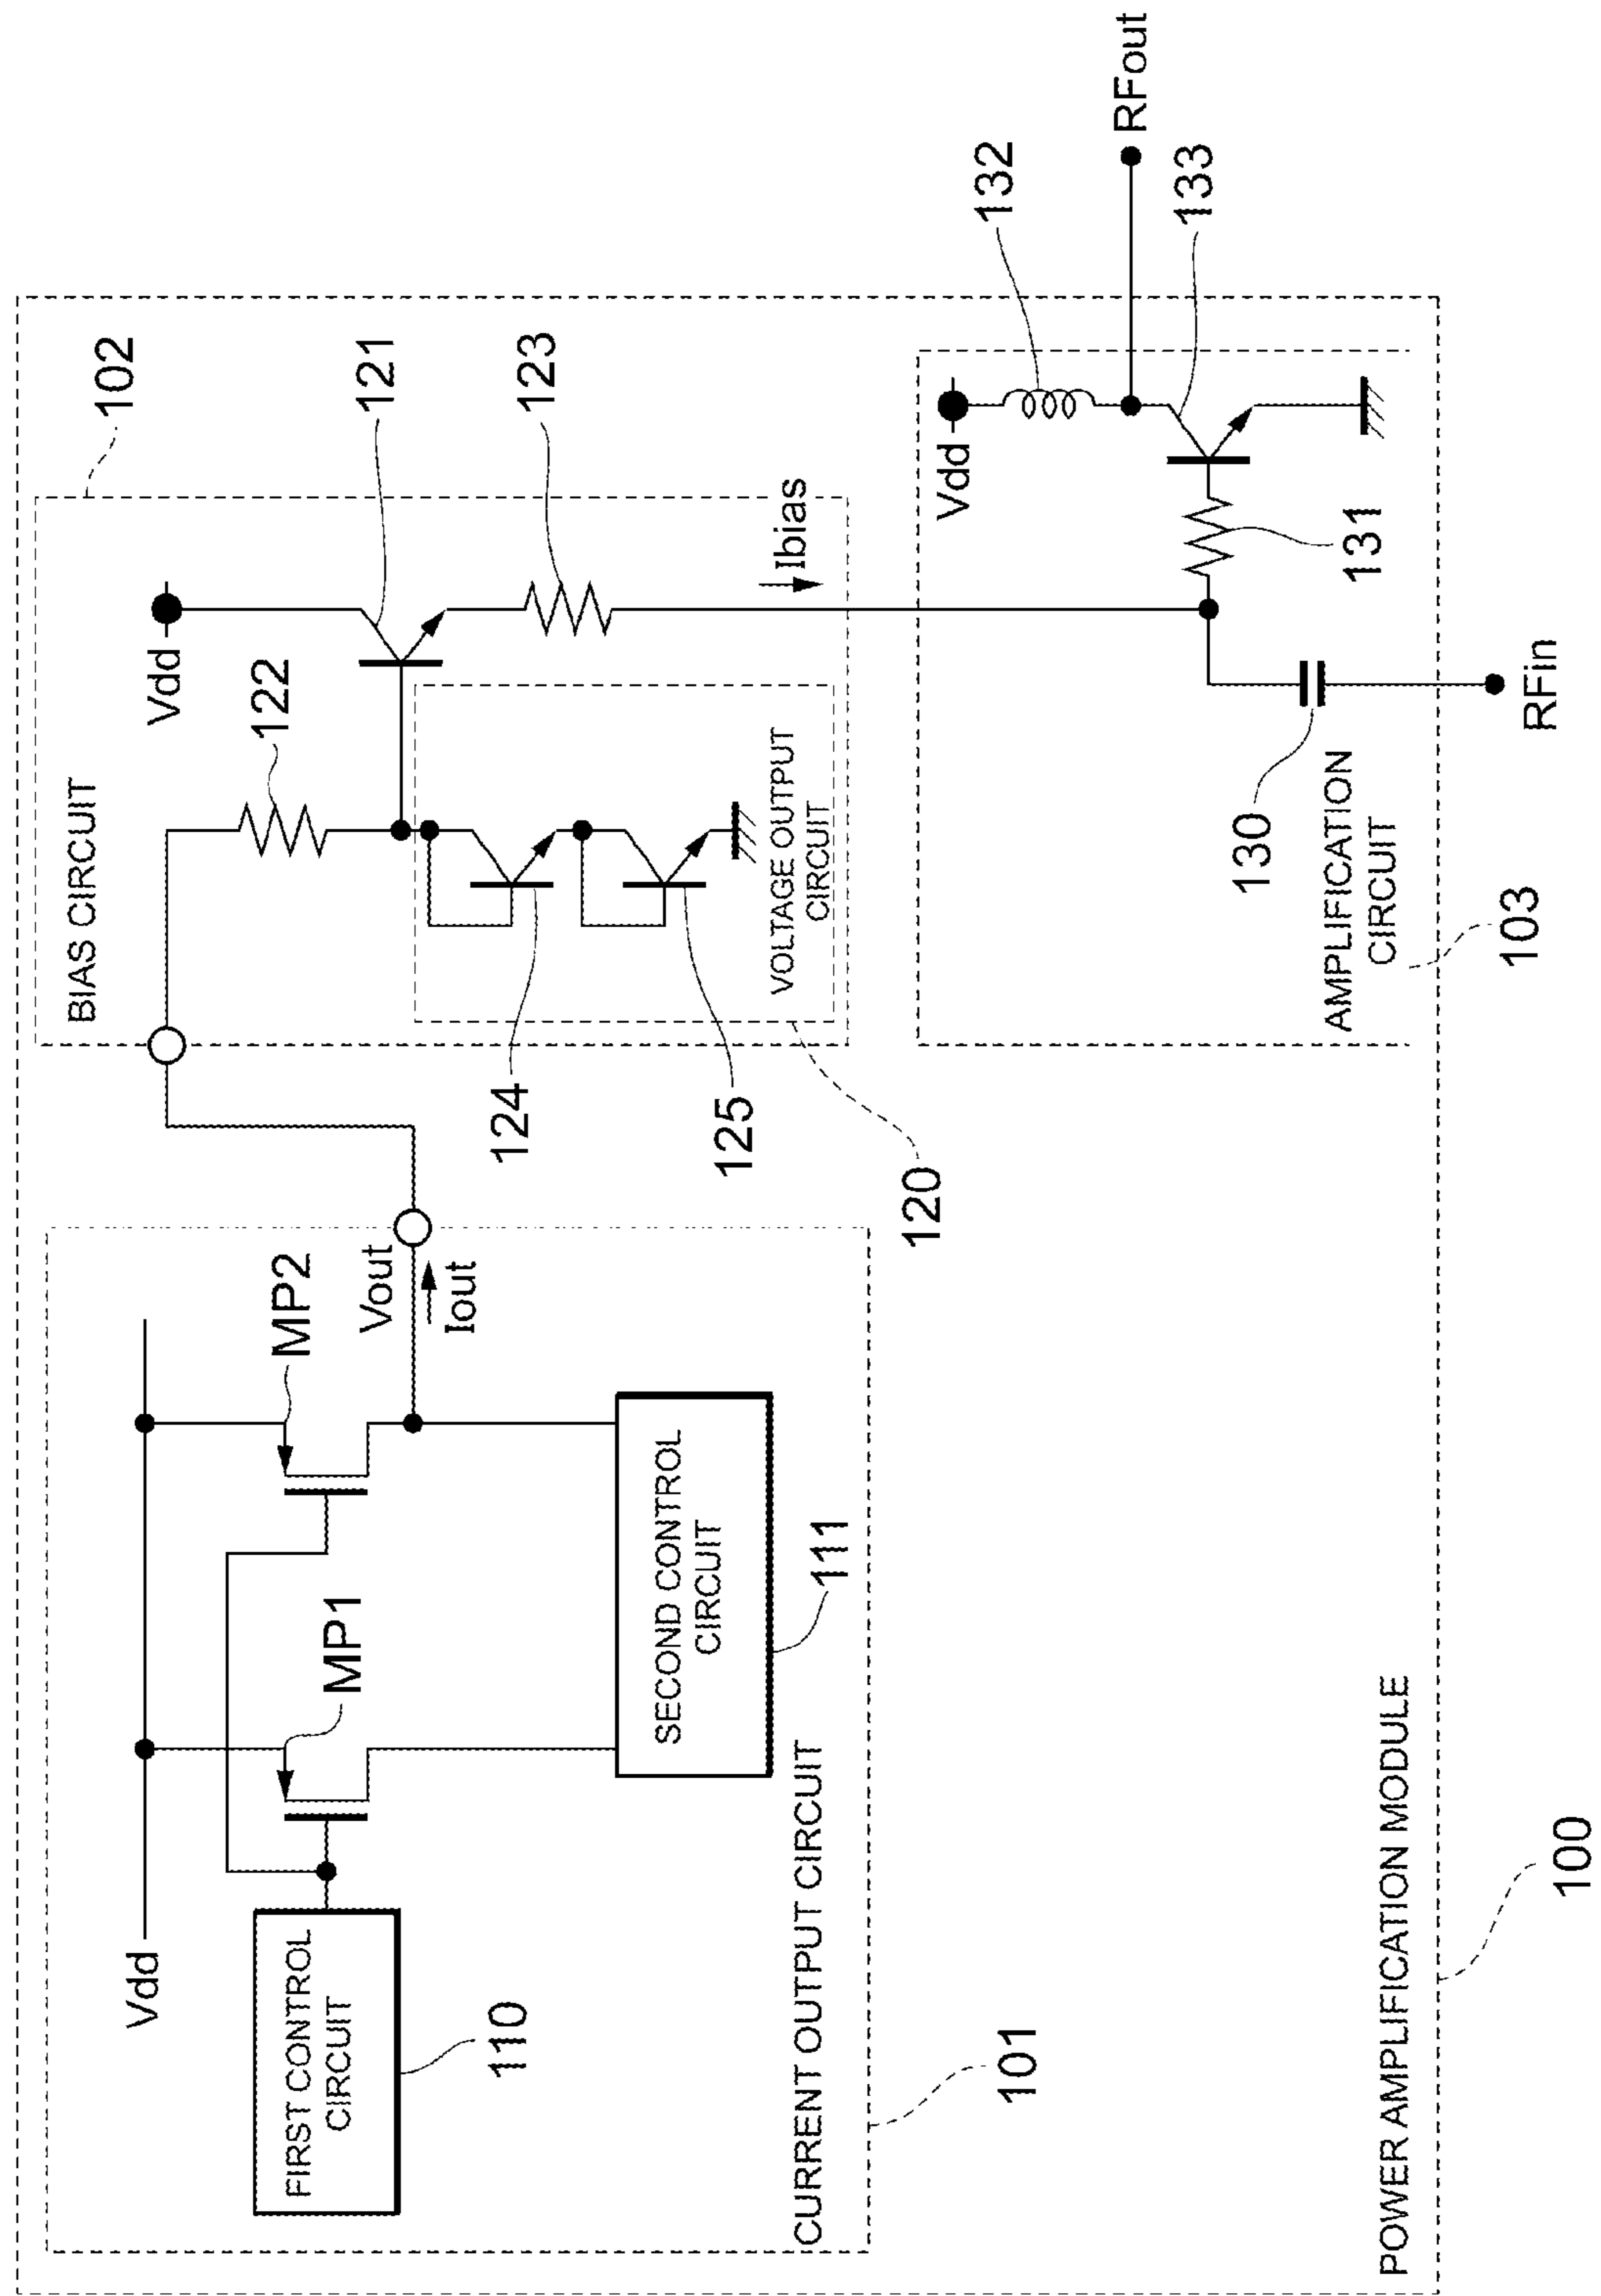 POWER AMPLIFICATION MODULE
100
CURRENT OUTPUT CIRCUIT
101
Vdd
FIRST CONTROL
CIRCUIT
110
MP1
MP2
SECOND CONTROL
CIRCUIT
111
Vout
Iout
BIAS CIRCUIT
102
Vdd
122
121
123
Ibias
124
125
VOLTAGE OUTPUT
CIRCUIT
120
AMPLIFICATION
CIRCUIT
103
Vdd
132
133
131
130
RFin
RFout